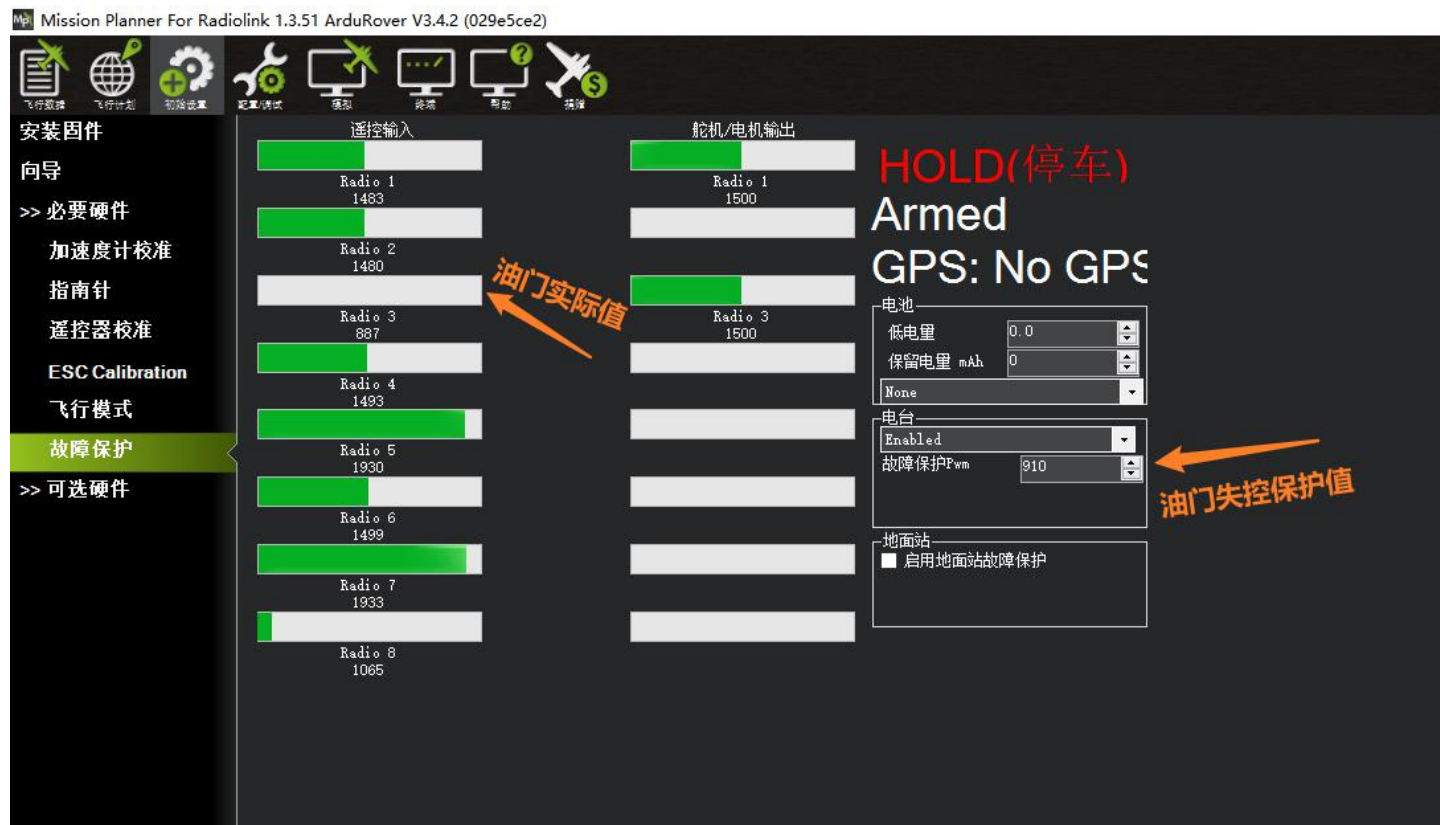 Mission Planner For Radiolink 1.3.51 ArduRover V3.4.2 (029e5ce2)
飞行数据 飞行计划 初始设置 配置/调试 模拟 终端 帮助 捐赠
安装固件
向导
>> 必要硬件
加速度计校准
指南针
遥控器校准
ESC Calibration
飞行模式
故障保护
>> 可选硬件
遥控输入
Radio 1
1483
Radio 2
1480
Radio 3
887
Radio 4
1493
Radio 5
1930
Radio 6
1499
Radio 7
1933
Radio 8
1065
油门实际值
舵机/电机输出
Radio 1
1500
Radio 3
1500
HOLD(停车)
Armed
GPS: No GPS
电池
低电量 0.0
保留电量 mAh 0
None
电台
Enabled
故障保护Pwm 910
油门失控保护值
地面站
启用地面站故障保护